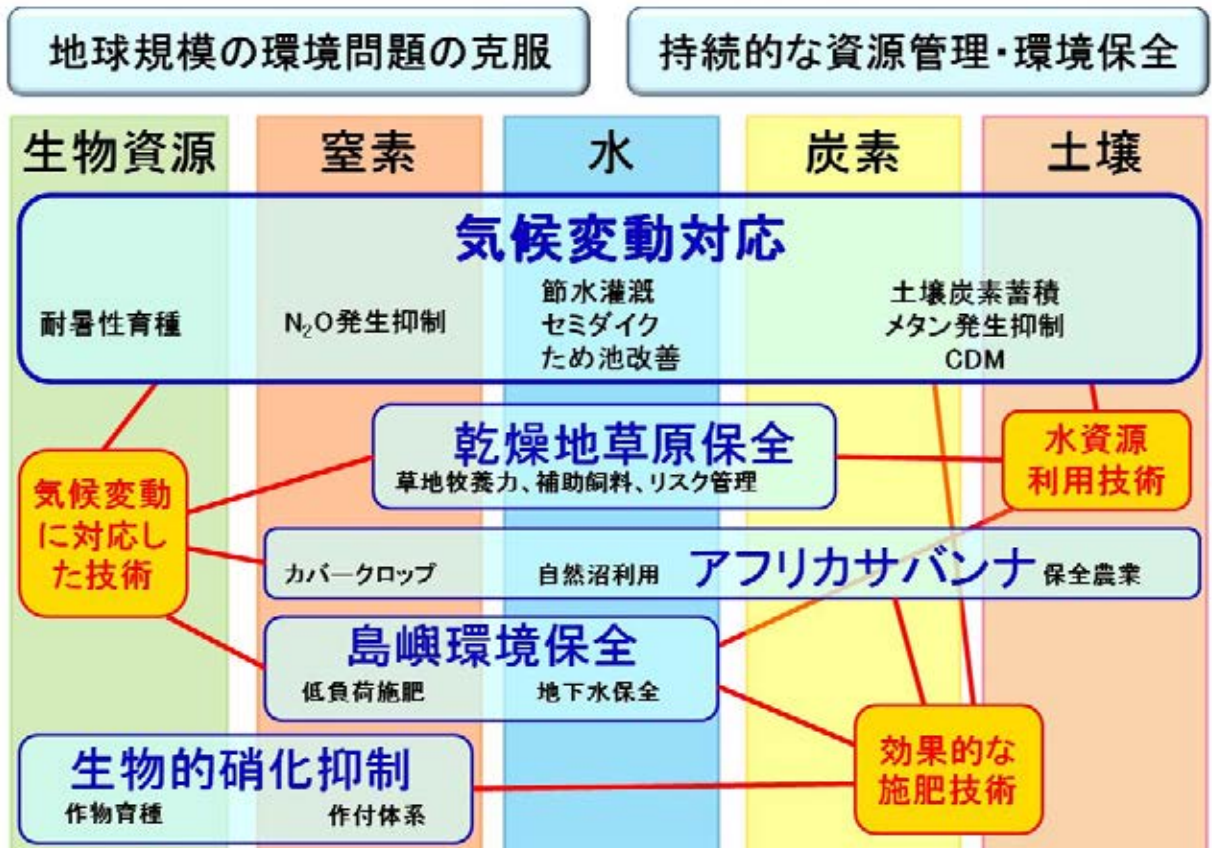 地球規模の環境問題の克服
持続的な資源管理・環境保全
生物資源
窒素
水
炭素
土壌
気候変動対応
耐暑性育種
N₂O発生抑制
節水灌漑
セミダイク
ため池改善
土壌炭素蓄積
メタン発生抑制
CDM
乾燥地草原保全
草地牧養力、補助飼料、リスク管理
水資源
利用技術
気候変動
に対応し
た技術
カバークロップ
自然沼利用
アフリカサバンナ
保全農業
島嶼環境保全
低負荷施肥
地下水保全
生物的硝化抑制
作物育種
作付体系
効果的な
施肥技術